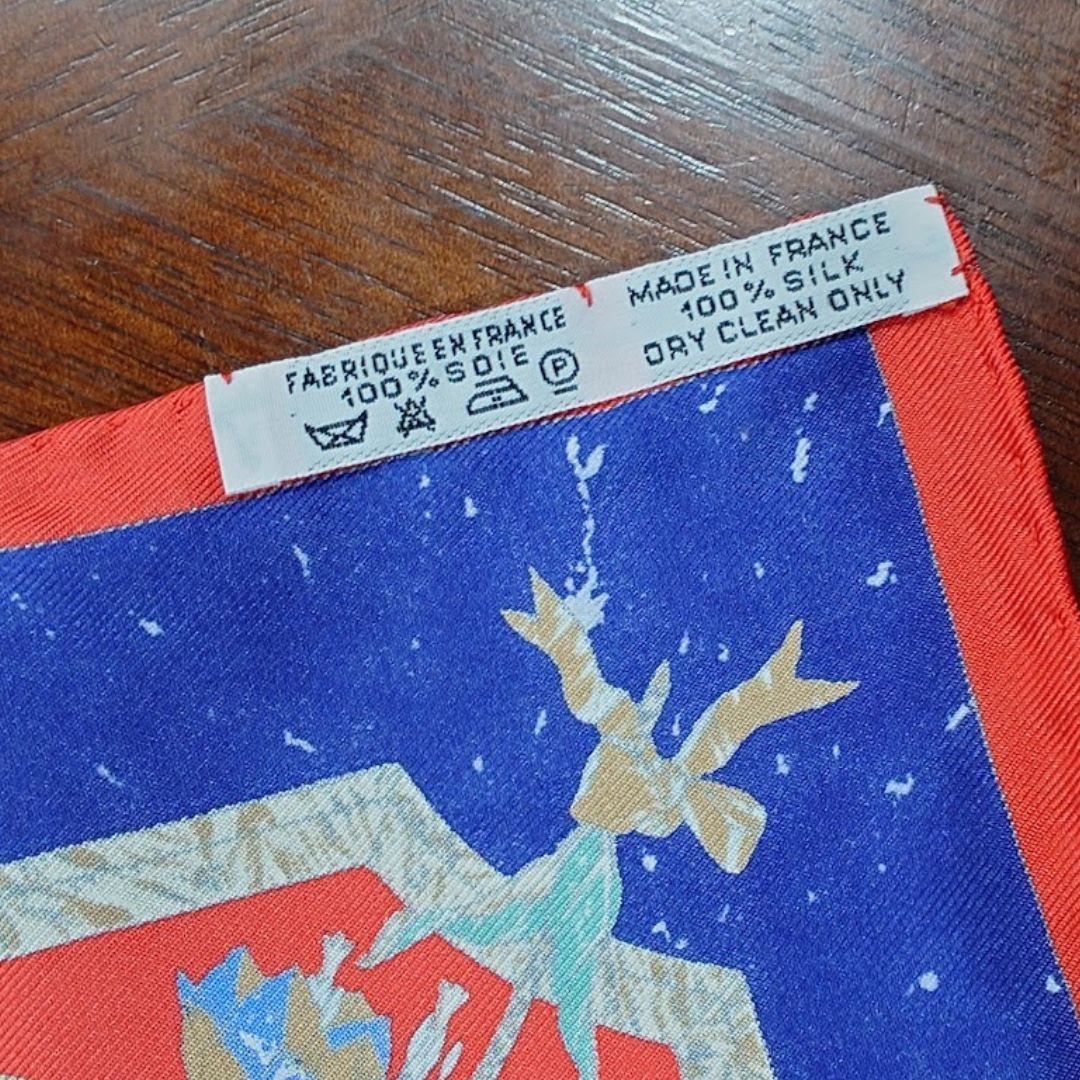 FABRIQUE EN FRANCE
100% SOIE
P
MADE IN FRANCE
100% SILK
DRY CLEAN ONLY